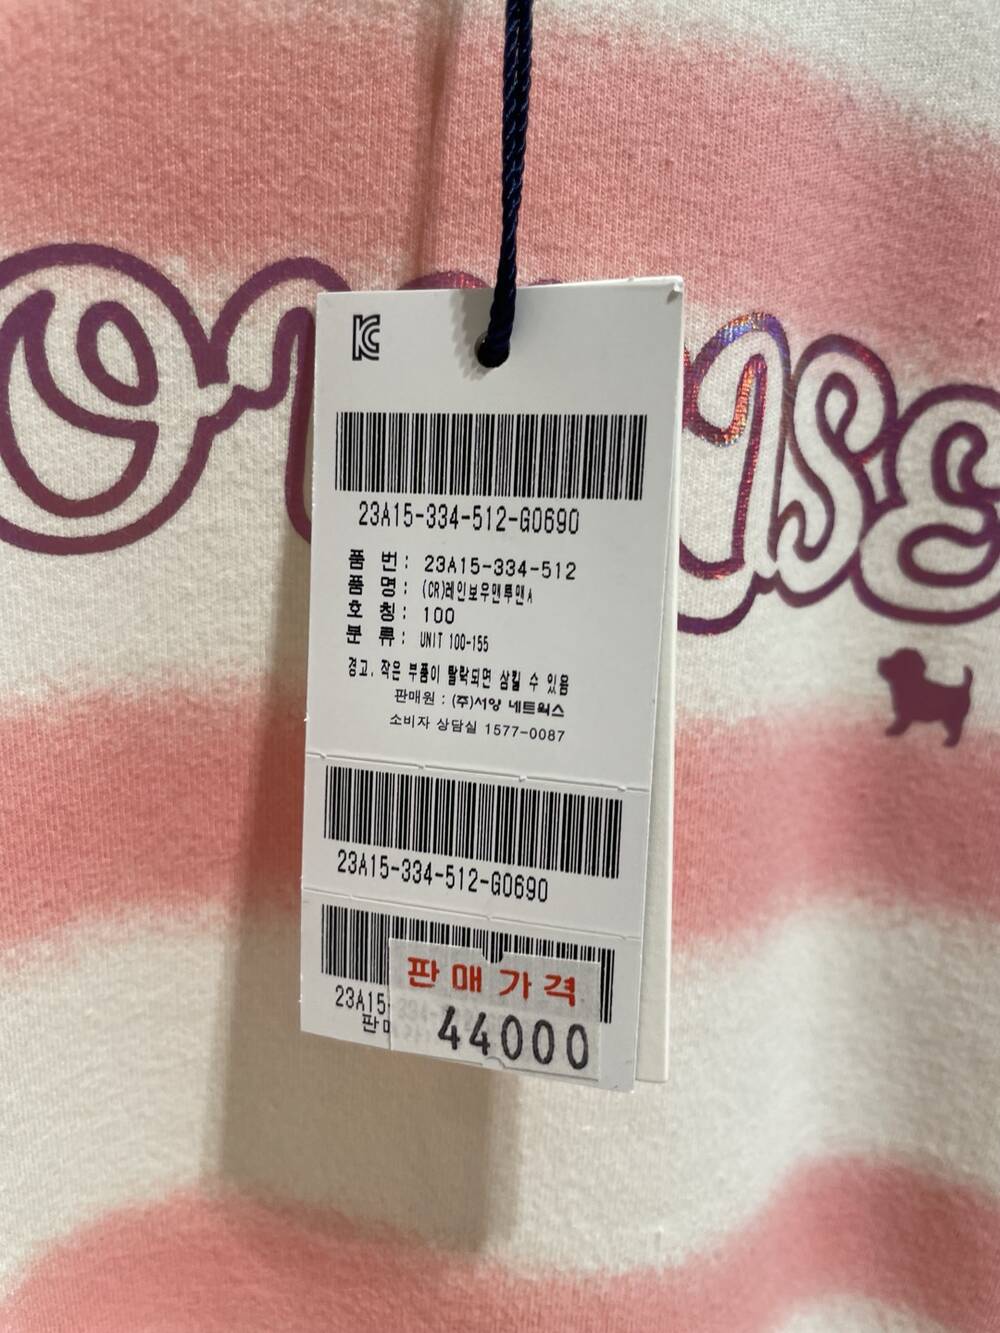 KC
23A15-334-512-G0690
품 번 : 23A15-334-512
품 명 : (CR)레인보우맨투맨A
호 칭 : 100
분 류 : UNIT 100-155
경고. 작은 부품이 탈락되면 삼킬 수 있음
판매원 : (주)서양 네트웍스
소비자 상담실 1577-0087
23A15-334-512-G0690
23A15-
판매가격
44000